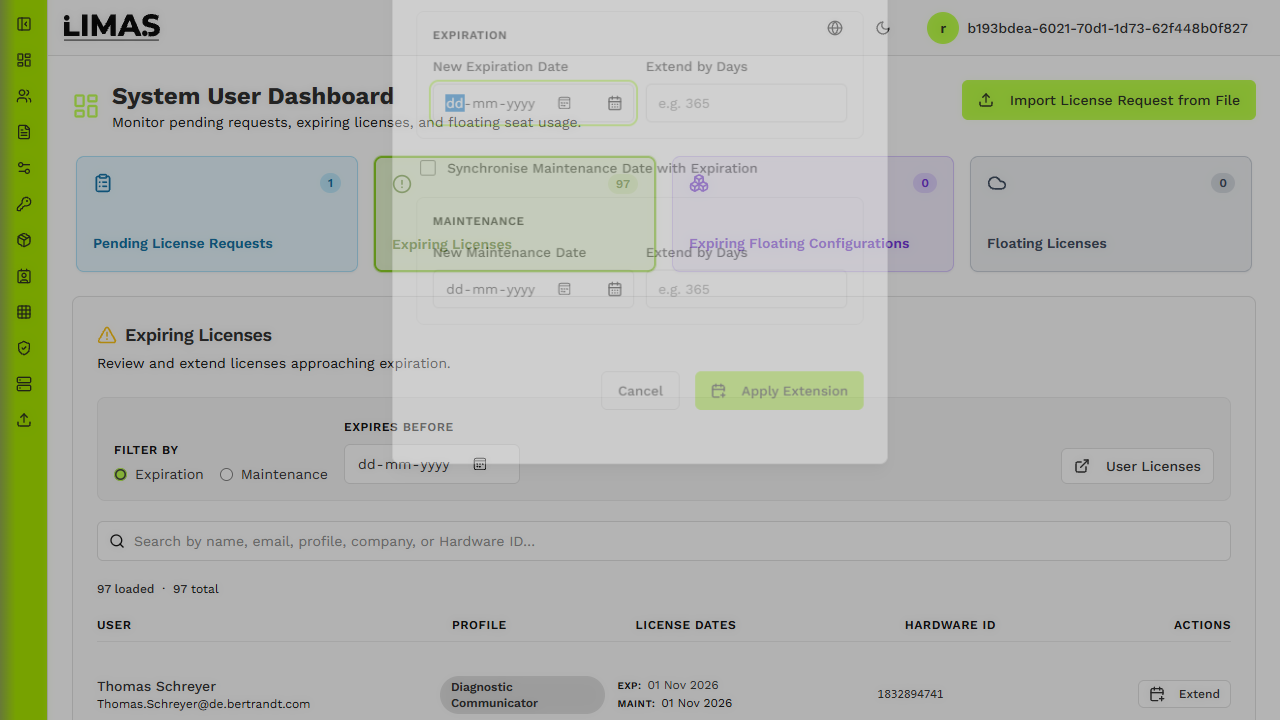 LIMAS
r
b193bdea-6021-70d1-1d73-62f448b0f827
System User Dashboard
Monitor pending requests, expiring licenses, and floating seat usage.
Import License Request from File
EXPIRATION
New Expiration Date
Extend by Days
dd-mm-yyyy
e.g. 365
Synchronise Maintenance Date with Expiration
MAINTENANCE
New Maintenance Date
Extend by Days
dd-mm-yyyy
e.g. 365
Cancel
Apply Extension
1
Pending License Requests
97
Expiring Licenses
0
Expiring Floating Configurations
0
Floating Licenses
Expiring Licenses
Review and extend licenses approaching expiration.
FILTER BY
Expiration
Maintenance
EXPIRES BEFORE
dd-mm-yyyy
User Licenses
Search by name, email, profile, company, or Hardware ID...
97 loaded · 97 total
USER PROFILE LICENSE DATES HARDWARE ID ACTIONS
Thomas Schreyer
Thomas.Schreyer@de.bertrandt.com
Diagnostic
Communicator
EXP: 01 Nov 2026
MAINT: 01 Nov 2026
1832894741
Extend